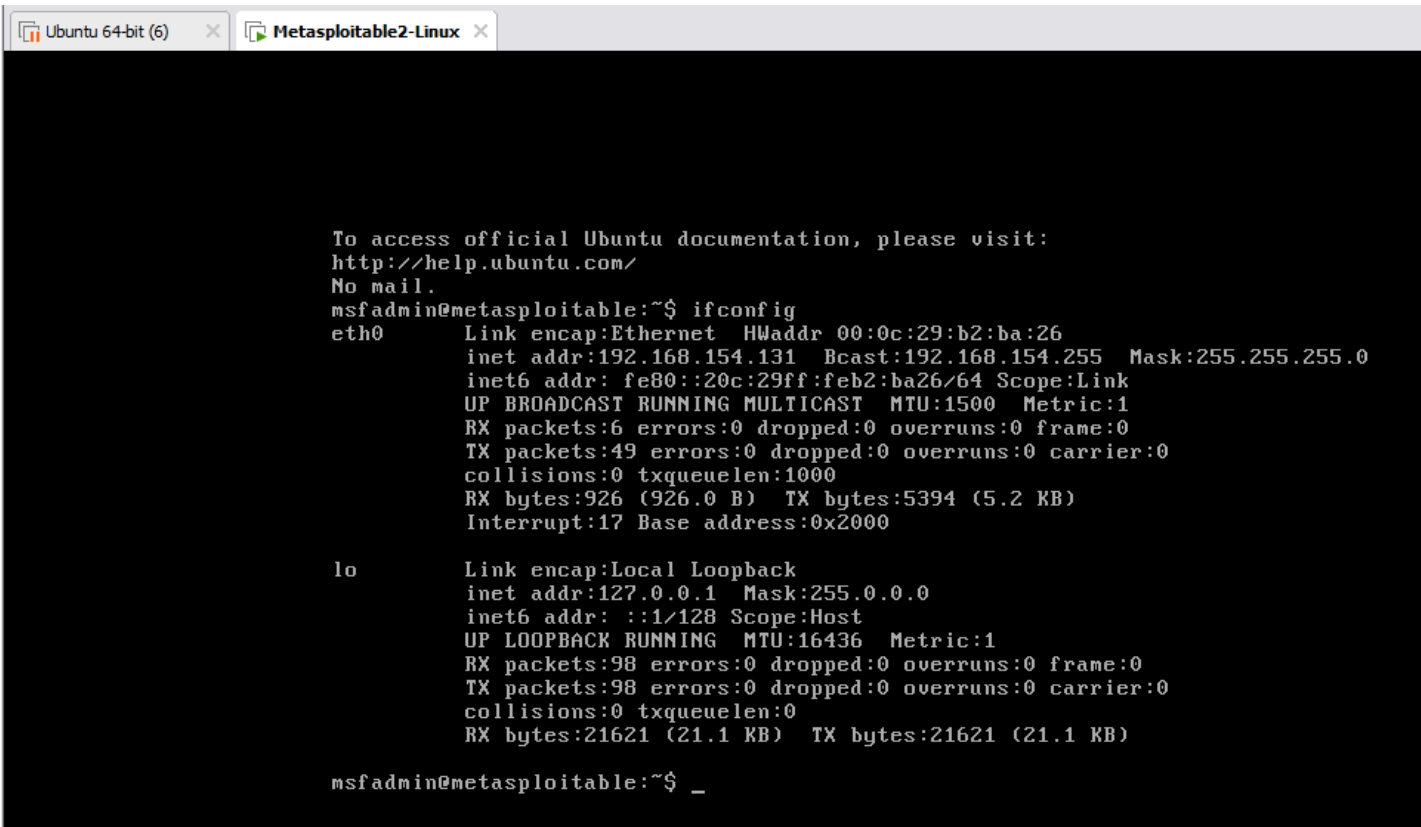 Ubuntu 64-bit (6) Metasploitable2-Linux
To access official Ubuntu documentation, please visit:
http://help.ubuntu.com/
No mail.
msfadmin@metasploitable:~$ ifconfig
eth0 Link encap:Ethernet HWaddr 00:0c:29:b2:ba:26
inet addr:192.168.154.131 Bcast:192.168.154.255 Mask:255.255.255.0
inet6 addr: fe80::20c:29ff:feb2:ba26/64 Scope:Link
UP BROADCAST RUNNING MULTICAST MTU:1500 Metric:1
RX packets:6 errors:0 dropped:0 overruns:0 frame:0
TX packets:49 errors:0 dropped:0 overruns:0 carrier:0
collisions:0 txqueuelen:1000
RX bytes:926 (926.0 B) TX bytes:5394 (5.2 KB)
Interrupt:17 Base address:0x2000
lo Link encap:Local Loopback
inet addr:127.0.0.1 Mask:255.0.0.0
inet6 addr: ::1/128 Scope:Host
UP LOOPBACK RUNNING MTU:16436 Metric:1
RX packets:98 errors:0 dropped:0 overruns:0 frame:0
TX packets:98 errors:0 dropped:0 overruns:0 carrier:0
collisions:0 txqueuelen:0
RX bytes:21621 (21.1 KB) TX bytes:21621 (21.1 KB)
msfadmin@metasploitable:~$ _